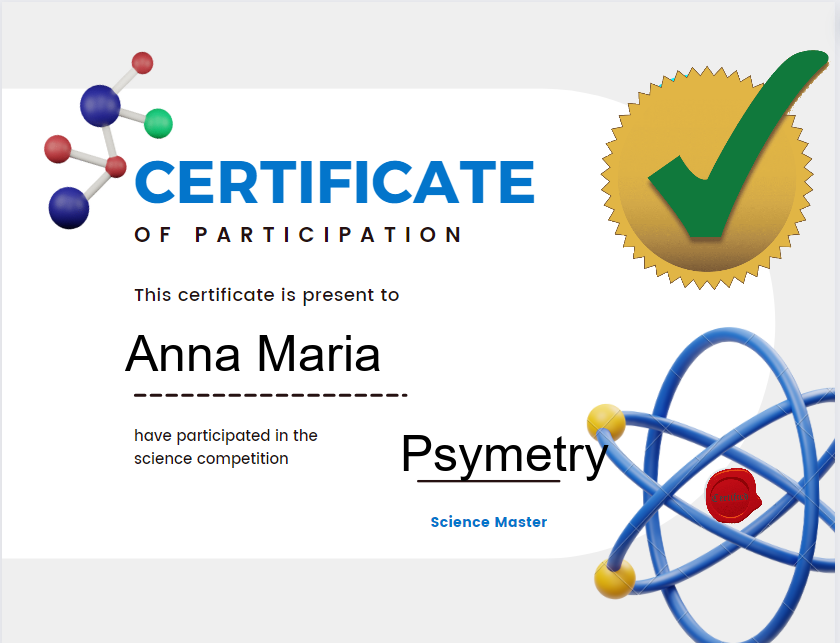 CERTIFICATE
OF PARTICIPATION
This certificate is present to
Anna Maria
have participated in the
science competition
Psymetry
Science Master